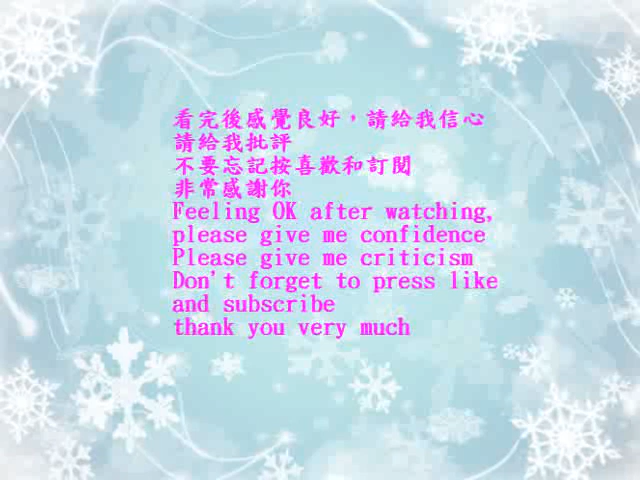 看完後感覺良好，請給我信心
請給我批評
不要忘記按喜歡和訂閱
非常感謝你
Feeling OK after watching,
please give me confidence
Please give me criticism
Don't forget to press like
and subscribe
thank you very much